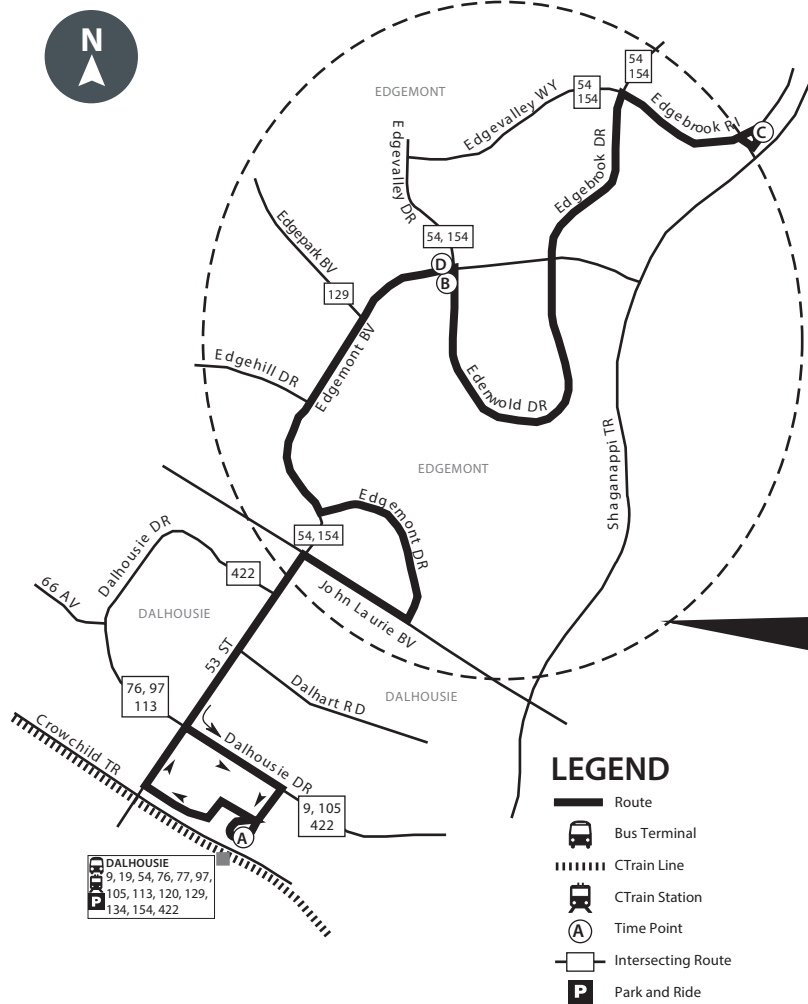 N
EDGEMONT
54
154
54
154
Edgevalley WY
Edgebrook RI
C
Edgevalley DR
Edgebrook DR
54, 154
D
B
Edgepark BV
129
Edgemont BV
Edgehill DR
Edenwold DR
EDGEMONT
Shaganappi TR
Edgemont DR
54, 154
Dalhousie DR
422
66 AV
John Laurie BV
DALHOUSIE
53 ST
76, 97
113
Dalhart RD
DALHOUSIE
Crowchild TR
Dalhousie DR
9, 105
422
A
DALHOUSIE
9, 19, 54, 76, 77, 97,
105, 113, 120, 129,
134, 154, 422
P
LEGEND
Route
Bus Terminal
CTrain Line
CTrain Station
A Time Point
Intersecting Route
P Park and Ride